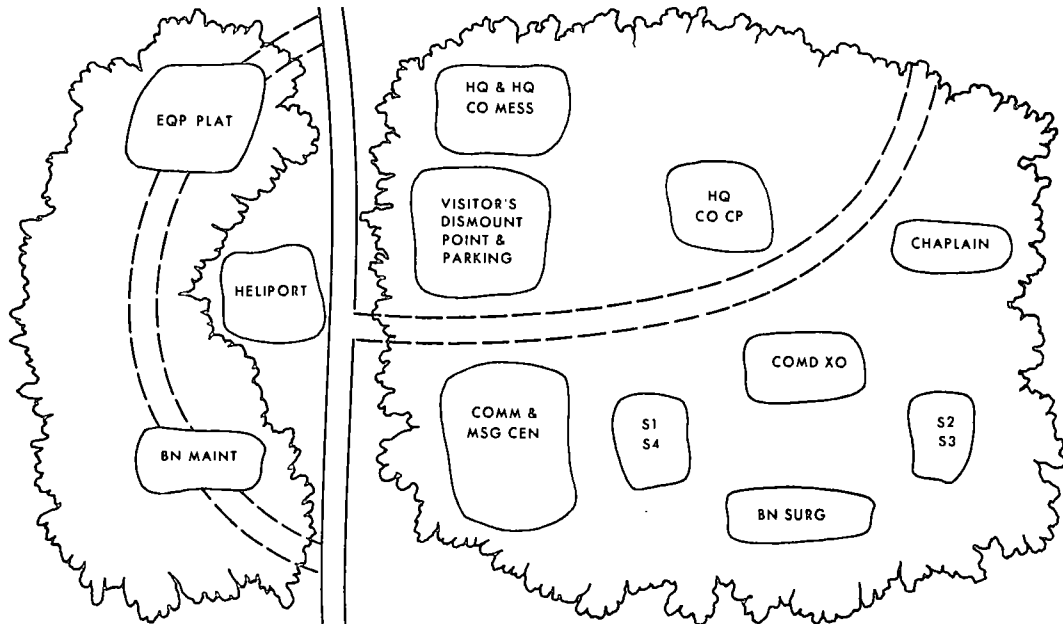 EQP PLAT
HQ & HQ
CO MESS
VISITOR'S
DISMOUNT
POINT &
PARKING
HQ
CO CP
CHAPLAIN
HELIPORT
COMD XO
COMM &
MSG CEN
S1
S4
S2
S3
BN MAINT
BN SURG